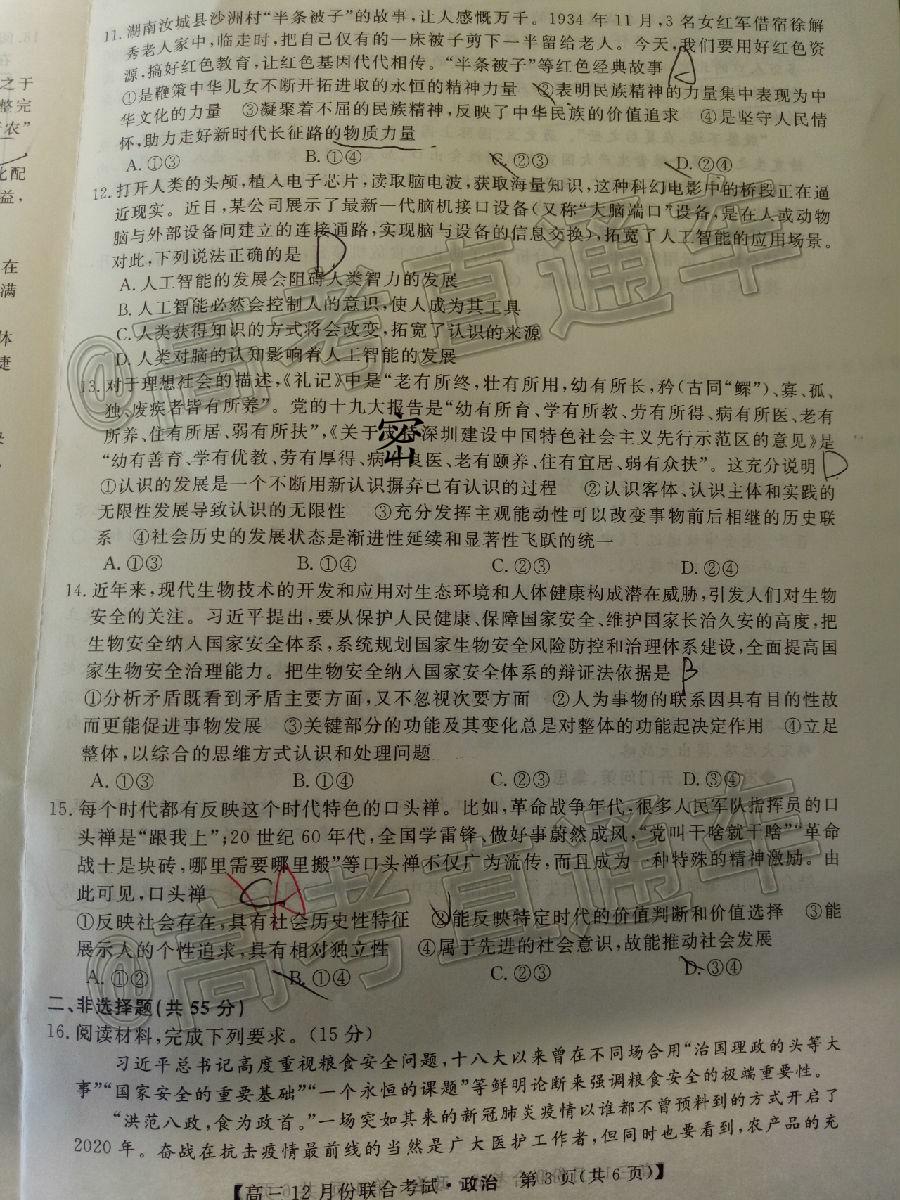 之于
整完
农”
化配
益,
在
满
体
捷
11. 湖南汝城县沙洲村“半条被子”的故事,让人感慨万千。1934 年 11 月,3 名女红军借宿徐解
秀老人家中,临走时,把自己仅有的一床被子剪下一半留给老人。今天,我们要用好红色资
源,搞好红色教育,让红色基因代代相传。“半条被子”等红色经典故事 A
①是鞭策中华儿女不断开拓进取的永恒的精神力量 ②表明民族精神的力量集中表现为中
华文化的力量 ③凝聚着不屈的民族精神,反映了中华民族的价值追求 ④是坚守人民情
怀,助力走好新时代长征路的物质力量
A. ①③ B. ①④ C. ②③ D. ②④
12. 打开人类的头颅,植入电子芯片,读取脑电波,获取海量知识,这种科幻电影中的桥段正在逼
近现实。近日,某公司展示了最新一代脑机接口设备(又称“大脑端口”设备,是在人或动物
脑与外部设备间建立的连接通路,实现脑与设备的信息交换),拓宽了人工智能的应用场景。
对此,下列说法正确的是 D
A. 人工智能的发展会阻碍人类智力的发展
B. 人工智能必然会控制人的意识,使人成为其工具
C. 人类获得知识的方式将会改变,拓宽了认识的来源
D. 人类对脑的认知影响着人工智能的发展
13. 对于理想社会的描述,《礼记》中是“老有所终,壮有所用,幼有所长,矜(古同“鳏”)、寡、孤、
独、废疾者皆有所养”。党的十九大报告是“幼有所育、学有所教、劳有所得、病有所医、老有
所养、住有所居、弱有所扶”,《关于支持深圳建设中国特色社会主义先行示范区的意见》是
“幼有善育、学有优教、劳有厚得、病有良医、老有颐养、住有宜居、弱有众扶”。这充分说明 D
密
①认识的发展是一个不断用新认识摒弃已有认识的过程 ②认识客体、认识主体和实践的
无限性发展导致认识的无限性 ③充分发挥主观能动性可以改变事物前后相继的历史联
系 ④社会历史的发展状态是渐进性延续和显著性飞跃的统一
A. ①③ B. ①④ C. ②③ D. ②④
14. 近年来,现代生物技术的开发和应用对生态环境和人体健康构成潜在威胁,引发人们对生物
安全的关注。习近平提出,要从保护人民健康、保障国家安全、维护国家长治久安的高度,把
生物安全纳入国家安全体系,系统规划国家生物安全风险防控和治理体系建设,全面提高国
家生物安全治理能力。把生物安全纳入国家安全体系的辩证法依据是 B
①分析矛盾既看到矛盾主要方面,又不忽视次要方面 ②人为事物的联系因具有目的性故
而更能促进事物发展 ③关键部分的功能及其变化总是对整体的功能起决定作用 ④立足
整体,以综合的思维方式认识和处理问题
A. ①③ B. ①④ C. ②③ D. ③④
15. 每个时代都有反映这个时代特色的口头禅。比如,革命战争年代,很多人民军队指挥员的口
头禅是“跟我上”;20 世纪 60 年代,全国学雷锋、做好事蔚然成风,“党叫干啥就干啥”“革命
战士是块砖,哪里需要哪里搬”等口头禅不仅广为流传,而且成为一种特殊的精神激励。由
此可见,口头禅 C A
①反映社会存在,具有社会历史性特征 ②能反映特定时代的价值判断和价值选择 ③能
展示人的个性追求,具有相对独立性 ④属于先进的社会意识,故能推动社会发展
A. ①② B. ①④ C. ②③ D. ③④
二、非选择题(共 55 分)
16. 阅读材料,完成下列要求。(15 分)
习近平总书记高度重视粮食安全问题,十八大以来曾在不同场合用“治国理政的头等大
事”“国家安全的重要基础”“一个永恒的课题”等鲜明论断来强调粮食安全的极端重要性。
“洪范八政,食为政首。”一场突如其来的新冠肺炎疫情以谁都不曾预料到的方式开启了
2020 年。奋战在抗击疫情最前线的当然是广大医护工作者,但同时也要看到,农产品的充
【高三 12 月份联合考试·政治 第 3 页(共 6 页)】
@高考直通车
@高考直通车